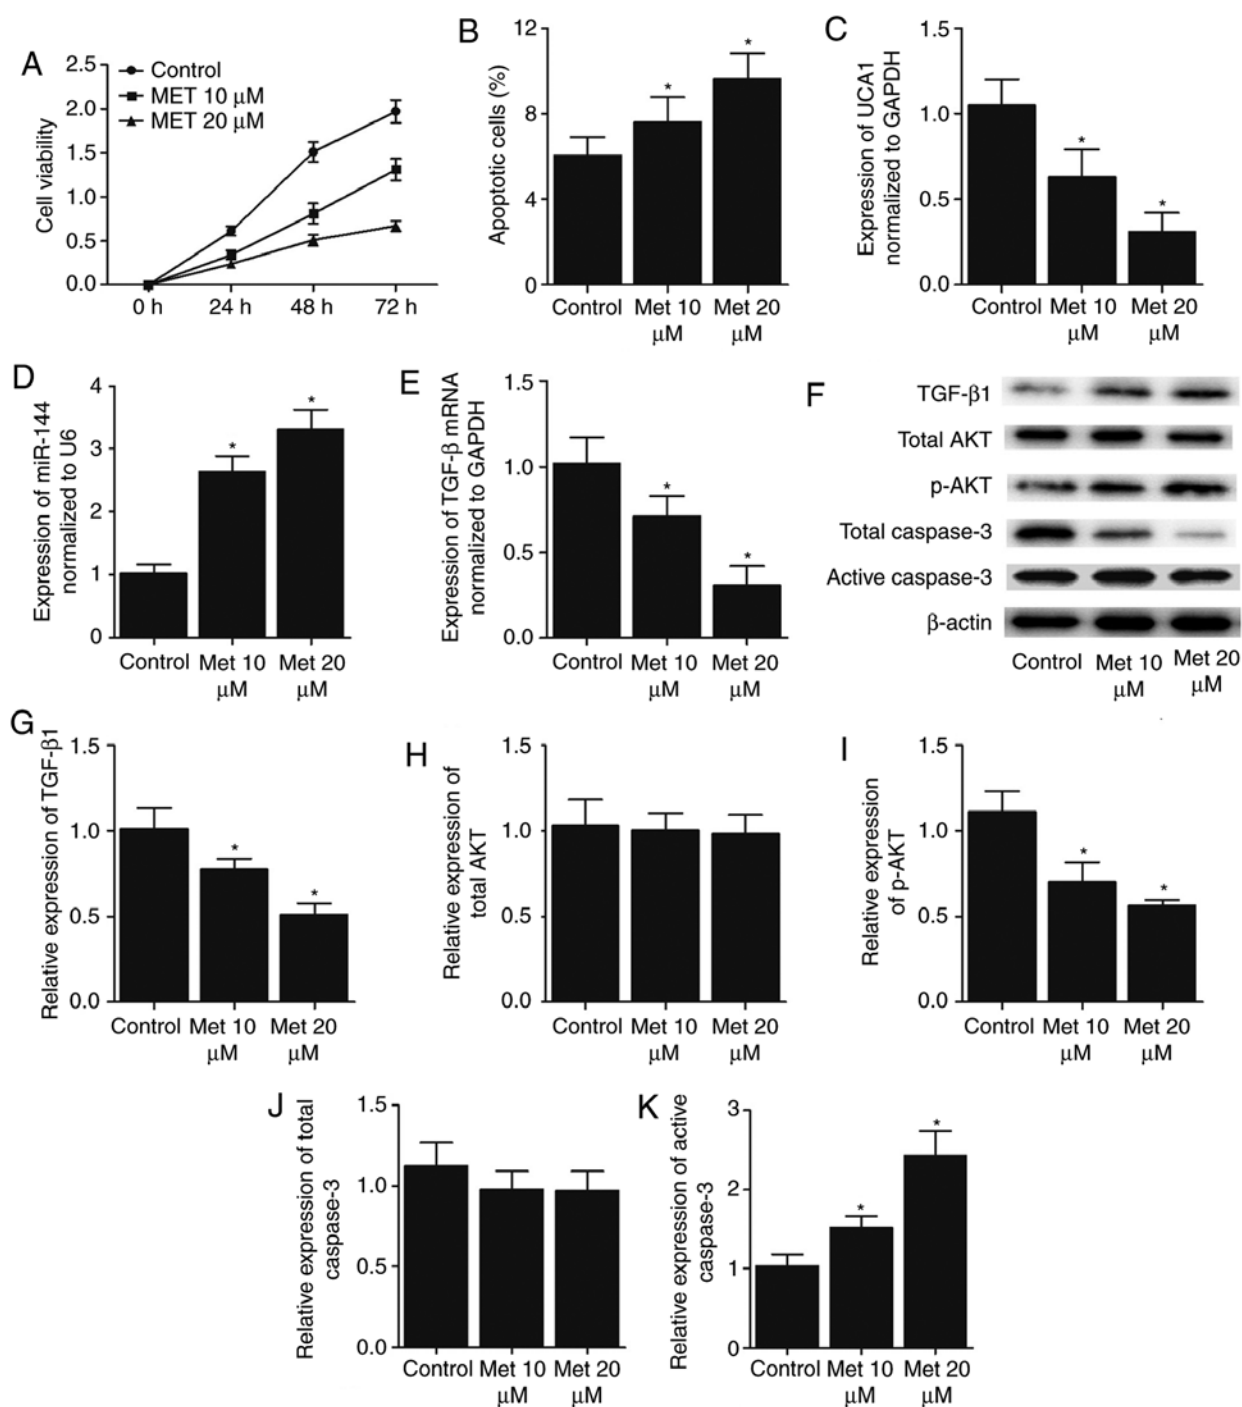 A
2.5
2.0
1.5
1.0
0.5
0.0
Cell viability
Control
MET 10 μM
MET 20 μM
0 h 24 h 48 h 72 h
B
12
8
4
0
Apoptotic cells (%)
*
*
Control Met 10 μM Met 20 μM
C
1.5
1.0
0.5
0.0
Expression of UCA1
normalized to GAPDH
*
*
Control Met 10 μM Met 20 μM
D
4
3
2
1
0
Expression of miR-144
normalized to U6
*
*
Control Met 10 μM Met 20 μM
E
1.5
1.0
0.5
0.0
Expression of TGF-β mRNA
normalized to GAPDH
*
*
Control Met 10 μM Met 20 μM
F
TGF-β1
Total AKT
p-AKT
Total caspase-3
Active caspase-3
β-actin
Control Met 10 μM Met 20 μM
G
1.5
1.0
0.5
0.0
Relative expression of TGF-β1
*
*
Control Met 10 μM Met 20 μM
H
1.5
1.0
0.5
0.0
Relative expression of
total AKT
Control Met 10 μM Met 20 μM
I
1.5
1.0
0.5
0.0
Relative expression
of p-AKT
*
*
Control Met 10 μM Met 20 μM
J
1.5
1.0
0.5
0.0
Relative expression of total
caspase-3
Control Met 10 μM Met 20 μM
K
3
2
1
0
Relative expression of active
caspase-3
*
*
Control Met 10 μM Met 20 μM